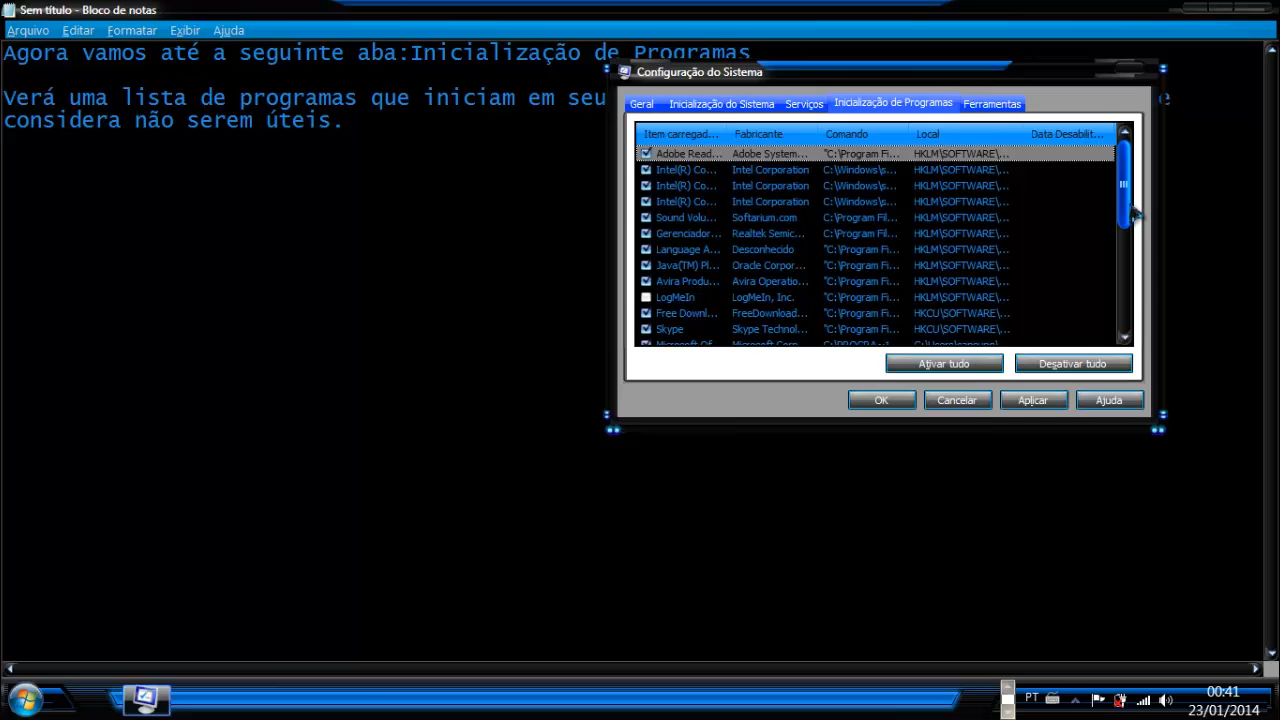 Sem título - Bloco de notas
Arquivo Editar Formatar Exibir Ajuda
Agora vamos até a seguinte aba:Inicialização de Programas
Verá uma lista de programas que iniciam em seu
e
considera não serem úteis.
Configuração do Sistema
Geral Inicialização do Sistema Serviços Inicialização de Programas Ferramentas
Item carregad... Fabricante Comando Local Data Desabilit...
Adobe Read... Adobe System... "C:\Program Fi... HKLM\SOFTWARE\...
Intel(R) Co... Intel Corporation C:\Windows\s... HKLM\SOFTWARE\...
Intel(R) Co... Intel Corporation C:\Windows\s... HKLM\SOFTWARE\...
Intel(R) Co... Intel Corporation C:\Windows\s... HKLM\SOFTWARE\...
Sound Volu... Softarium.com C:\Program Fil... HKLM\SOFTWARE\...
Gerenciador... Realtek Semic... C:\Program Fil... HKLM\SOFTWARE\...
Language A... Desconhecido "C:\Program Fi... HKLM\SOFTWARE\...
Java(TM) Pl... Oracle Corpor... "C:\Program Fi... HKLM\SOFTWARE\...
Avira Produ... Avira Operatio... "C:\Program Fi... HKLM\SOFTWARE\...
LogMeIn LogMeIn, Inc. "C:\Program Fi... HKLM\SOFTWARE\...
Free Downl... FreeDownload... "C:\Program Fi... HKCU\SOFTWARE\...
Skype Skype Technol... "C:\Program Fi... HKCU\SOFTWARE\...
Microsoft Of... Microsoft Corp... C:\PROGRA~1...
Ativar tudo Desativar tudo
OK Cancelar Aplicar Ajuda
PT
00:41
23/01/2014